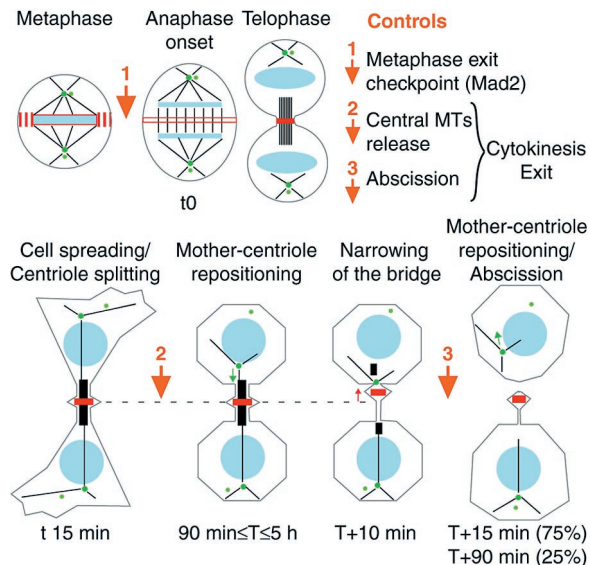 Metaphase
Anaphase
onset
Telophase
Controls
1
1
Metaphase exit
checkpoint (Mad2)
2
Central MTs
release
3
Abscission
Cytokinesis
Exit
t0
Cell spreading/
Centriole splitting
Mother-centriole
repositioning
Narrowing
of the bridge
Mother-centriole
repositioning/
Abscission
2
3
t 15 min
90 min≤T≤5 h
T+10 min
T+15 min (75%)
T+90 min (25%)